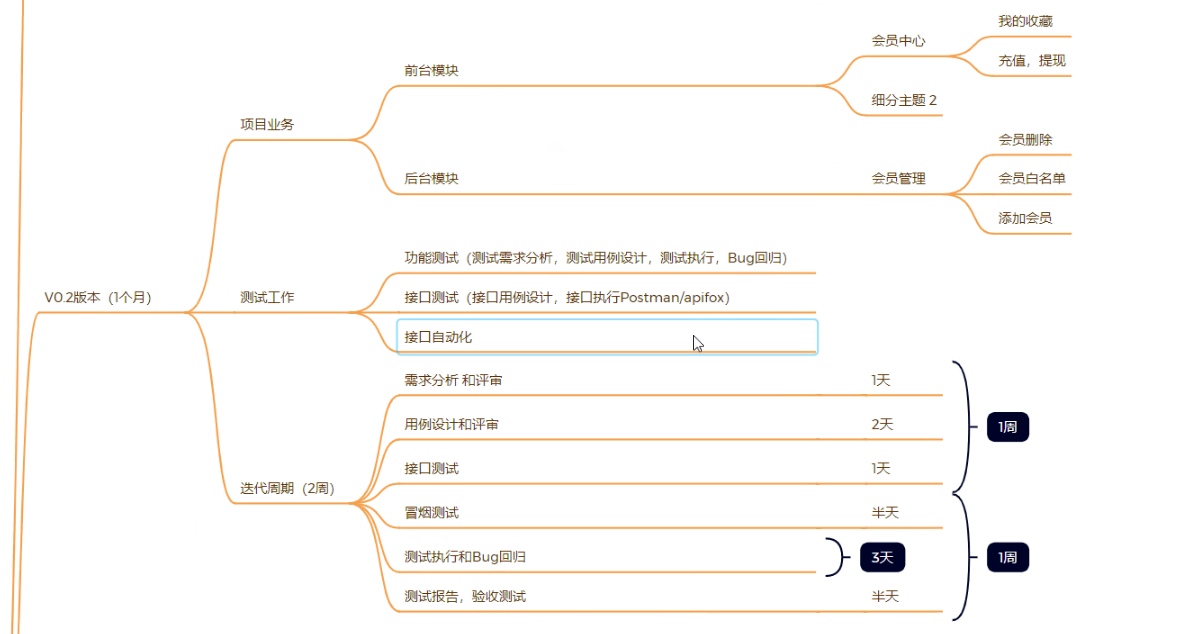 我的收藏
会员中心
充值，提现
前台模块
细分主题 2
项目业务
会员删除
后台模块
会员管理
会员白名单
添加会员
功能测试（测试需求分析，测试用例设计，测试执行，Bug回归）
V0.2版本（1个月）
测试工作
接口测试（接口用例设计，接口执行Postman/apifox）
接口自动化
需求分析 和评审
1天
用例设计和评审
2天
1周
接口测试
1天
迭代周期（2周）
冒烟测试
半天
测试执行和Bug回归
3天
1周
测试报告，验收测试
半天